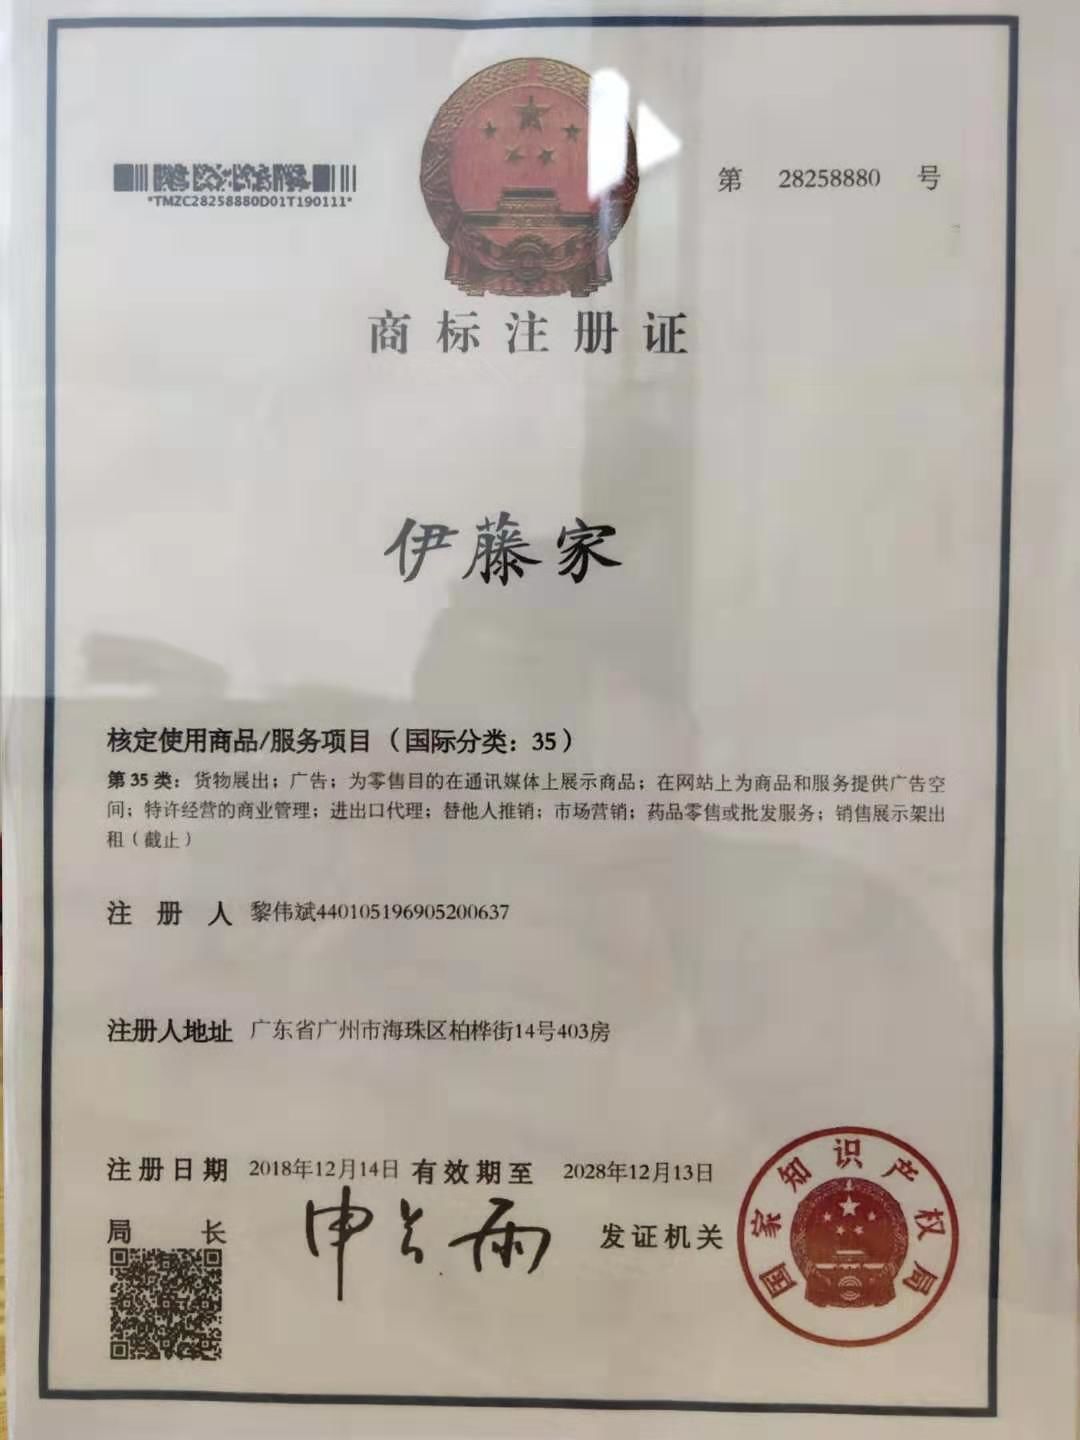 *TMZC28258880D01T190111*
第 28258880 号
商标注册证
伊藤家
核定使用商品/服务项目（国际分类：35）
第 35 类：货物展出；广告；为零售目的在通讯媒体上展示商品；在网站上为商品和服务提供广告空
间；特许经营的商业管理；进出口代理；替他人推销；市场营销；药品零售或批发服务；销售展示架出
租（截止）
注 册 人 黎伟斌440105196905200637
注册人地址 广东省广州市海珠区柏桦街14号403房
注册日期 2018年12月14日 有效期至 2028年12月13日
局 长 申长雨 发证机关
国家知识产权局